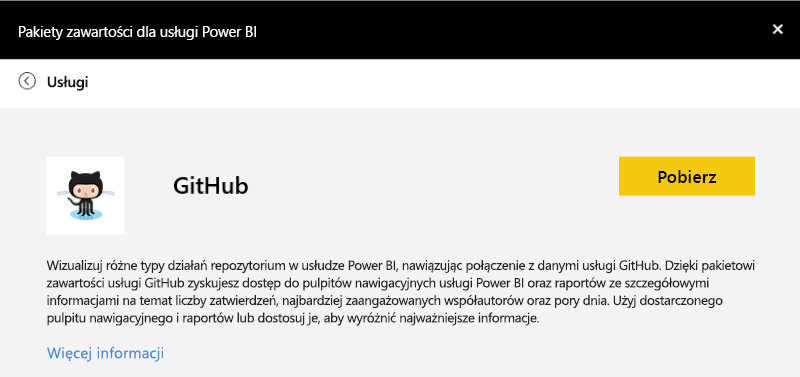 Pakiety zawartości dla usługi Power BI
Usługi
GitHub
Pobierz
Wizualizuj różne typy działań repozytorium w usłudze Power BI, nawiązując połączenie z danymi usługi GitHub. Dzięki pakietowi
zawartości usługi GitHub zyskujesz dostęp do pulpitów nawigacyjnych usługi Power BI oraz raportów ze szczegółowymi
informacjami na temat liczby zatwierdzeń, najbardziej zaangażowanych współautorów oraz pory dnia. Użyj dostarczonego
pulpitu nawigacyjnego i raportów lub dostosuj je, aby wyróżnić najważniejsze informacje.
Więcej informacji